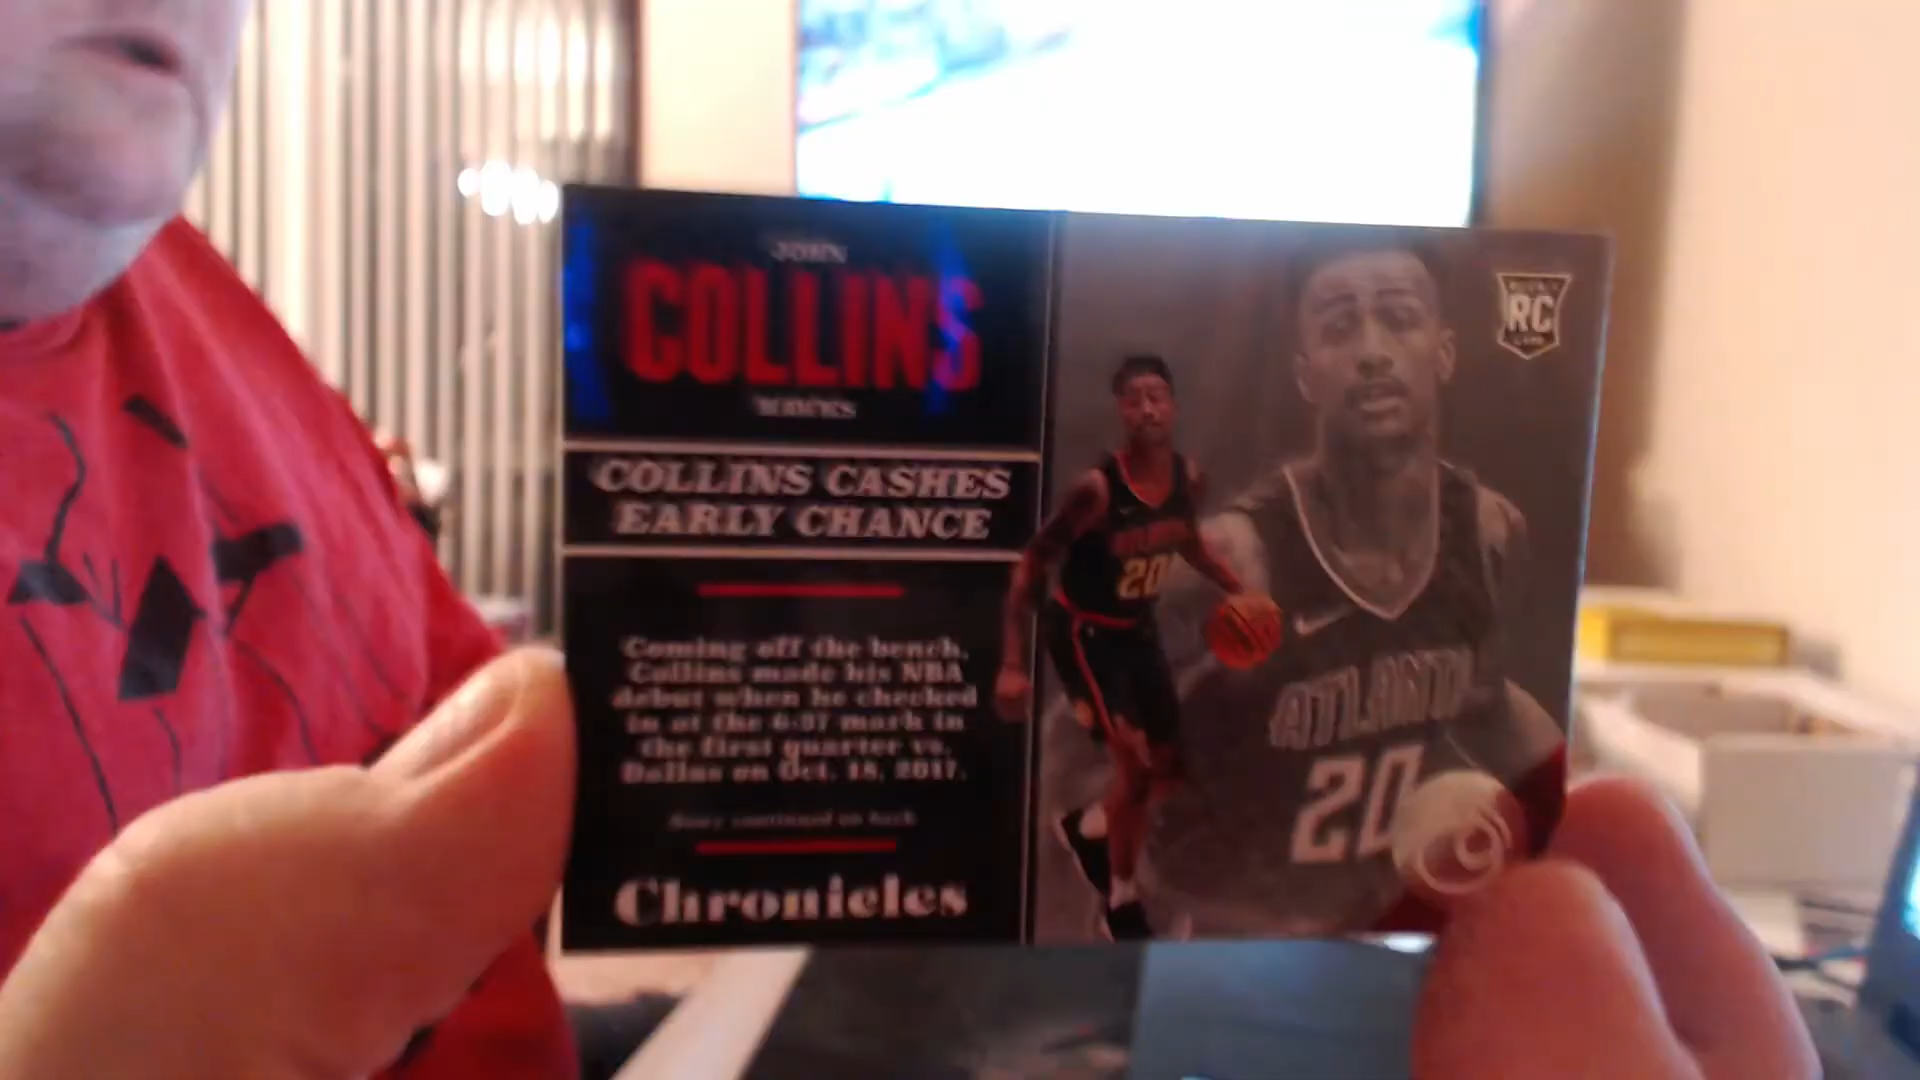 JOHN
COLLINS
HAWKS
COLLINS CASHES
EARLY CHANCE
Coming off the bench,
Collins made his NBA
debut when he checked
in at the 6:37 mark in
the first quarter vs.
Dallas on Oct. 18, 2017.
Story continued on back
Chronicles
RC
20
ATLANTA
20